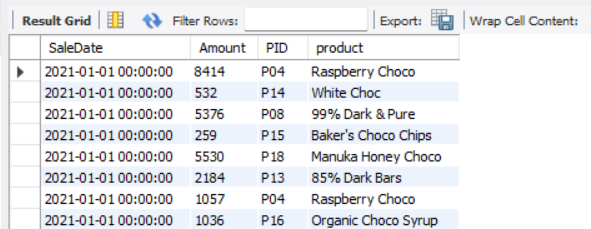 Result Grid Filter Rows: Export: Wrap Cell Content:
SaleDate Amount PID product
2021-01-01 00:00:00 8414 P04 Raspberry Choco
2021-01-01 00:00:00 532 P14 White Choc
2021-01-01 00:00:00 5376 P08 99% Dark & Pure
2021-01-01 00:00:00 259 P15 Baker's Choco Chips
2021-01-01 00:00:00 5530 P18 Manuka Honey Choco
2021-01-01 00:00:00 2184 P13 85% Dark Bars
2021-01-01 00:00:00 1057 P04 Raspberry Choco
2021-01-01 00:00:00 1036 P16 Organic Choco Syrup